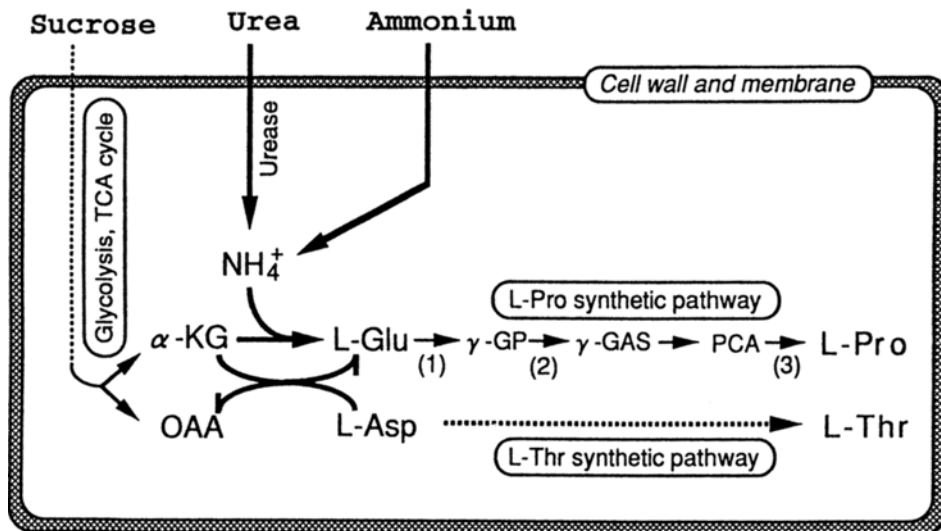 Sucrose Urea Ammonium
Cell wall and membrane
Urease
Glycolysis, TCA cycle
NH₄⁺
L-Pro synthetic pathway
α-KG L-Glu γ-GP γ-GAS PCA L-Pro
(1) (2) (3)
OAA L-Asp L-Thr
L-Thr synthetic pathway